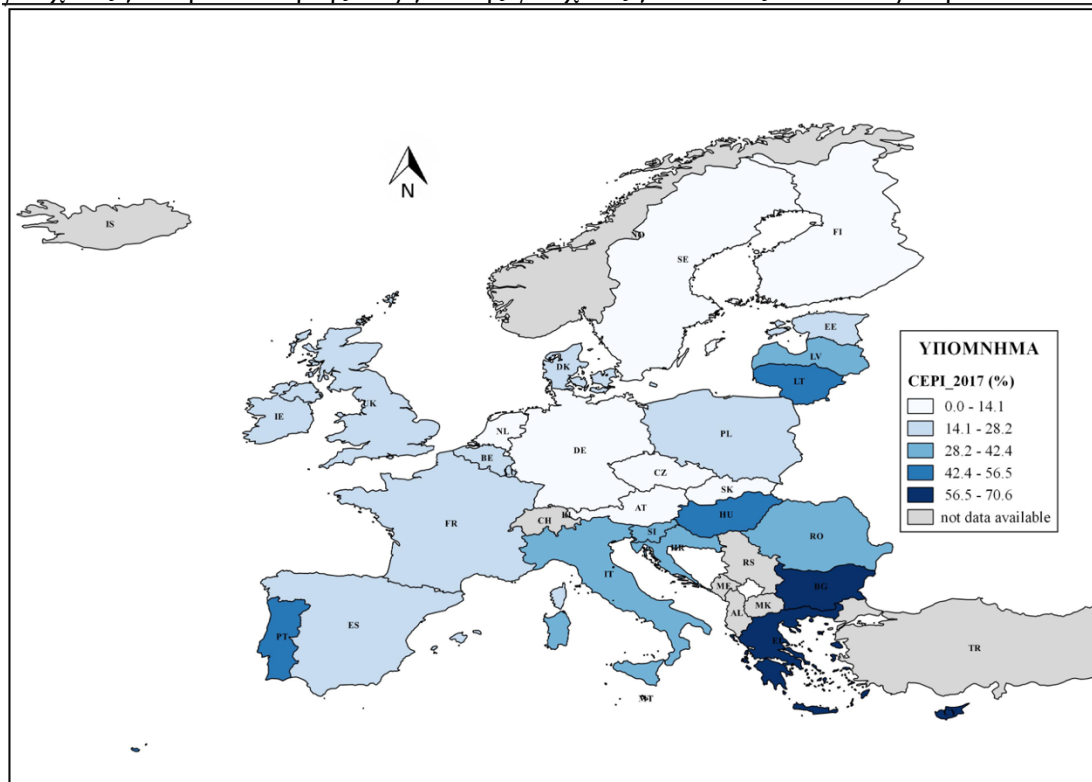 N
IS
NO
SE
FI
EE
LV
LT
DK
UK
IE
NL
BE
DE
PL
CZ
SK
AT
HU
FR
CH
SI
HR
RO
IT
RS
ME
BG
AL
MK
EL
TR
PT
ES
MT
ΥΠΟΜΝΗΜΑ
CEPI_2017 (%)
0.0 - 14.1
14.1 - 28.2
28.2 - 42.4
42.4 - 56.5
56.5 - 70.6
not data available